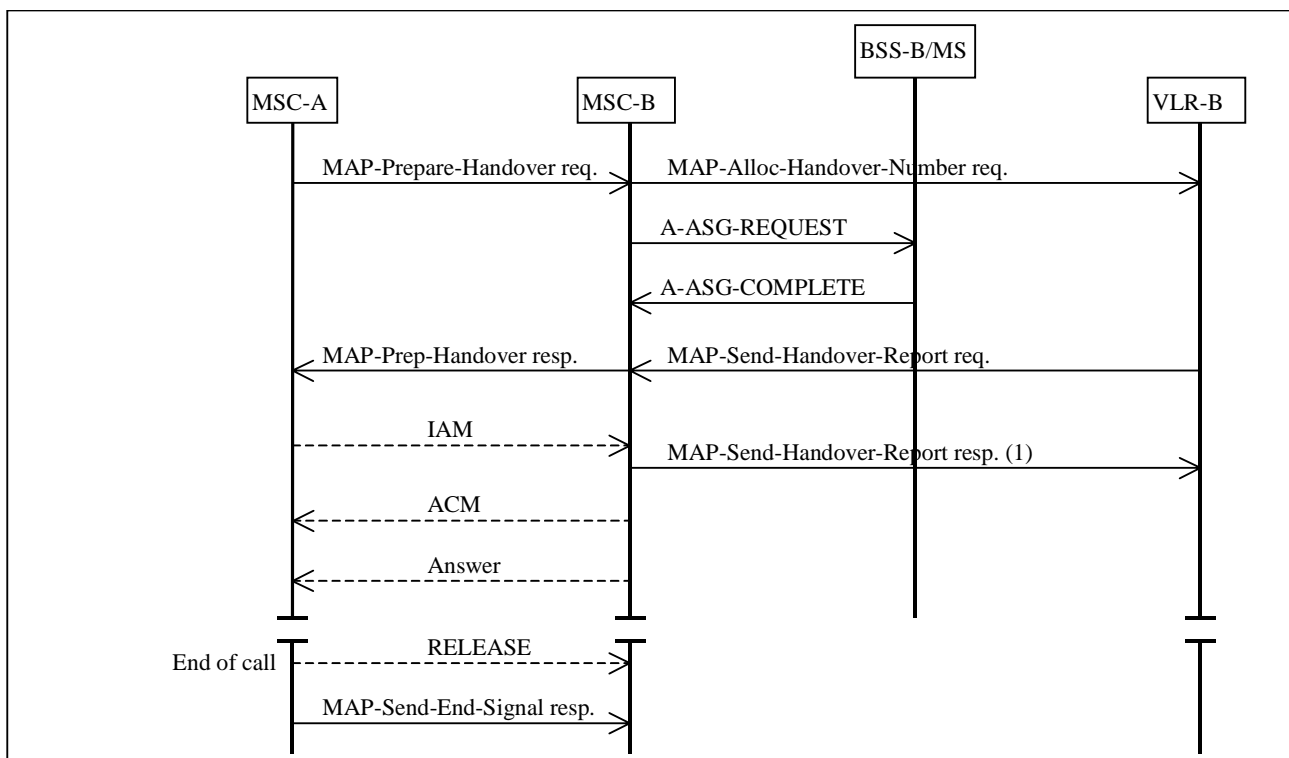 BSS-B/MS
MSC-A
MSC-B
VLR-B
MAP-Prepare-Handover req.
MAP-Alloc-Handover-Number req.
A-ASG-REQUEST
A-ASG-COMPLETE
MAP-Prep-Handover resp.
MAP-Send-Handover-Report req.
IAM
MAP-Send-Handover-Report resp. (1)
ACM
Answer
RELEASE
End of call
MAP-Send-End-Signal resp.